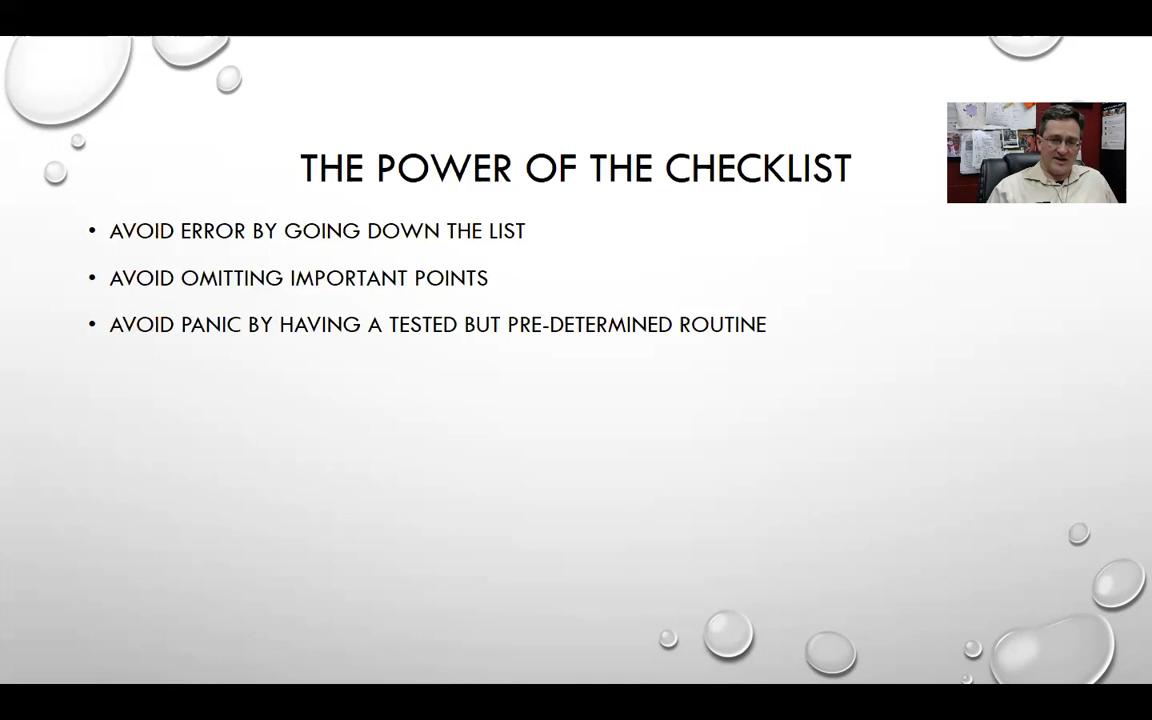 THE POWER OF THE CHECKLIST
• AVOID ERROR BY GOING DOWN THE LIST
• AVOID OMITTING IMPORTANT POINTS
• AVOID PANIC BY HAVING A TESTED BUT PRE-DETERMINED ROUTINE